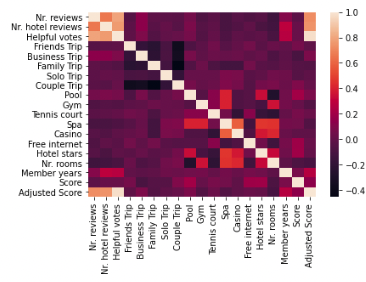 Nr. reviews
Nr. hotel reviews
Helpful votes
Friends Trip
Business Trip
Family Trip
Solo Trip
Couple Trip
Pool
Gym
Tennis court
Spa
Casino
Free internet
Hotel stars
Nr. rooms
Member years
Score
Adjusted Score
Nr. reviews
Nr. hotel reviews
Helpful votes
Friends Trip
Business Trip
Family Trip
Solo Trip
Couple Trip
Pool
Gym
Tennis court
Spa
Casino
Free internet
Hotel stars
Nr. rooms
Member years
Score
Adjusted Score
1.0
0.8
0.6
0.4
0.2
0.0
−0.2
−0.4